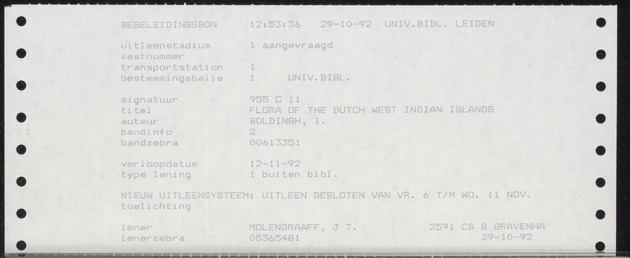 BEGELEIDINGSBON 12:53:36 29-10-92 UNIV.BIBL. LEIDEN
uitleenstadium 1 aangevraagd
kastnummer
transportstation 1
bestemmingsbalie 1 UNIV.BIBL.
signatuur 955 C 11
titel FLORA OF THE DUTCH WEST INDIAN ISLANDS
auteur BOLDINGH, I.
bandinfo 2
bandzebra 00613351
verloopdatum 12-11-92
type lening 1 buiten bibl.
NIEUW UITLEENSYSTEEM: UITLEEN GESLOTEN VAN VR. 6 T/M WO. 11 NOV.
toelichting
lener MOLENGRAAFF, J T. 2591 CS S GRAVENHA
lenerzebra 05365481 29-10-92